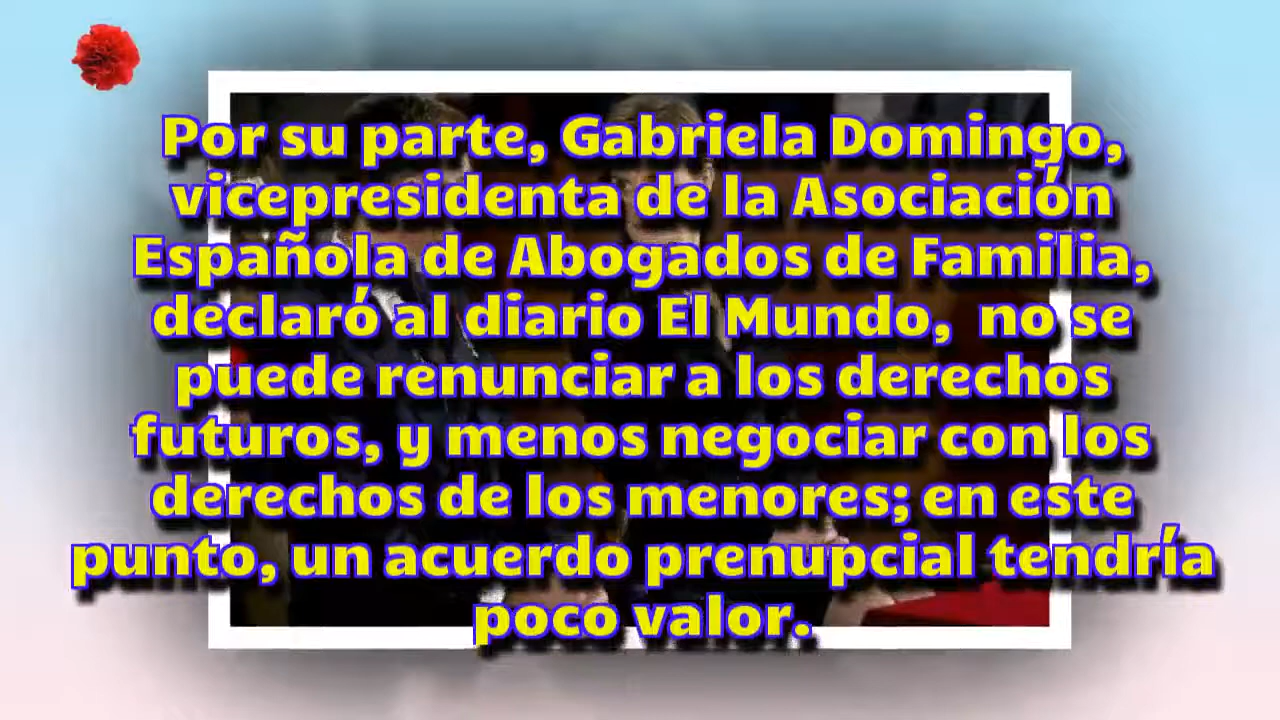 Por su parte, Gabriela Domingo,
vicepresidenta de la Asociación
Española de Abogados de Familia,
declaró al diario El Mundo,  no se
puede renunciar a los derechos
futuros, y menos negociar con los
derechos de los menores; en este
punto, un acuerdo prenupcial tendría
poco valor.